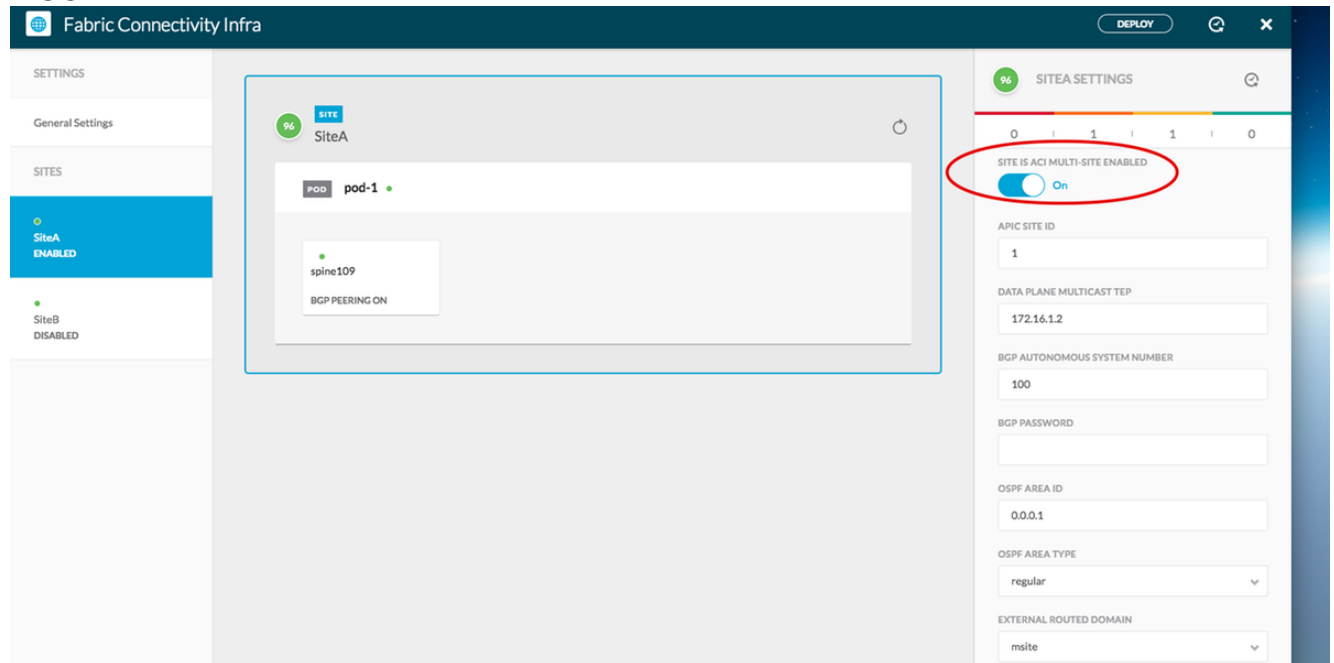 Fabric Connectivity Infra
DEPLOY
SETTINGS
General Settings
SITES
SiteA
ENABLED
SiteB
DISABLED
96
SITE
SiteA
POD pod-1
spine109
BGP PEERING ON
96 SITEA SETTINGS
0 1 1 0
SITE IS ACI MULTI-SITE ENABLED
On
APIC SITE ID
1
DATA PLANE MULTICAST TEP
172.16.1.2
BGP AUTONOMOUS SYSTEM NUMBER
100
BGP PASSWORD
OSPF AREA ID
0.0.0.1
OSPF AREA TYPE
regular
EXTERNAL ROUTED DOMAIN
msite